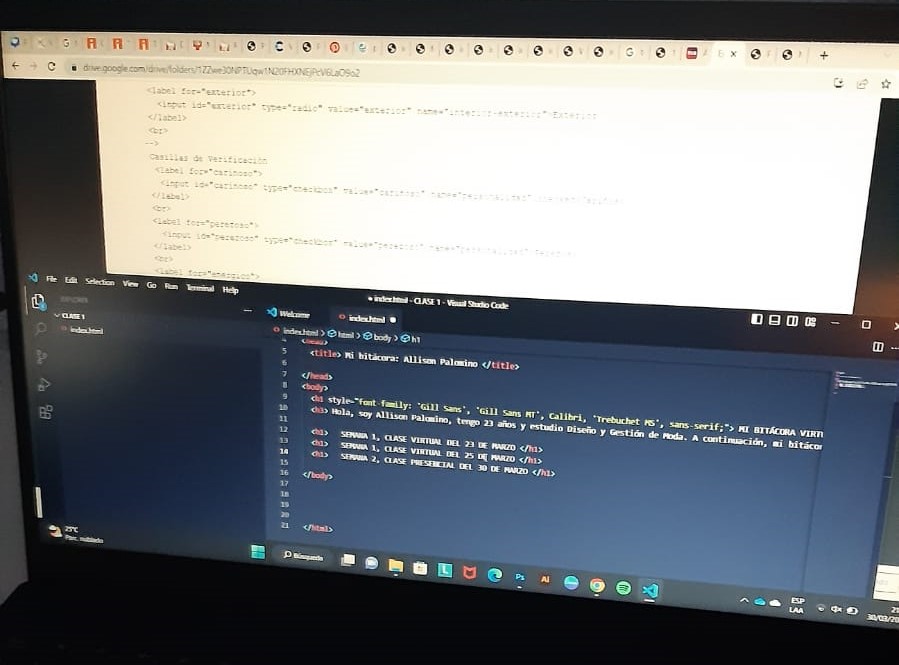 drive.google.com/drive/folders/
<label for="exterior">
<input id="exterior" type="radio" value="exterior" name="interior-exterior">Exterior
</label>
<br>
-->
Casillas de Verificación
<label for="carinoso">
<input id="carinoso" type="checkbox" value="carinoso" name="personalidad"
</label>
<br>
<label for="perezoso">
<input id="perezoso" type="checkbox" value="perezoso" name="personalidad"
</label>
<br>
<label for="energico">
File Edit Selection View Go Run Terminal Help
index.html - CLASE 1 - Visual Studio Code
EXPLORER
CLASE 1
index.html
Welcome
index.html
index.html > html > body > h1
4 <head>
5 <title> Mi bitácora: Allison Palomino </title>
6
7 </head>
8 <body>
9 <h1 style="font-family: 'Gill Sans', 'Gill Sans MT', Calibri, 'Trebuchet MS', sans-serif;"> MI BITÁCORA VIRT
10 <h3> Hola, soy Allison Palomino, tengo 23 años y estudio Diseño y Gestión de Moda. A continuación, mi bitácor
11
12 <h1> SEMANA 1, CLASE VIRTUAL DEL 23 DE MARZO </h1>
13 <h1> SEMANA 1, CLASE VIRTUAL DEL 25 DE MARZO </h1>
14 <h1> SEMANA 2, CLASE PRESENCIAL DEL 30 DE MARZO </h1>
15
16 </body>
17
18
19
20
21 </html>
25°C
Parc. nublado
Búsqueda
L
Ps
Ai
ESP
LAA
30/03/20